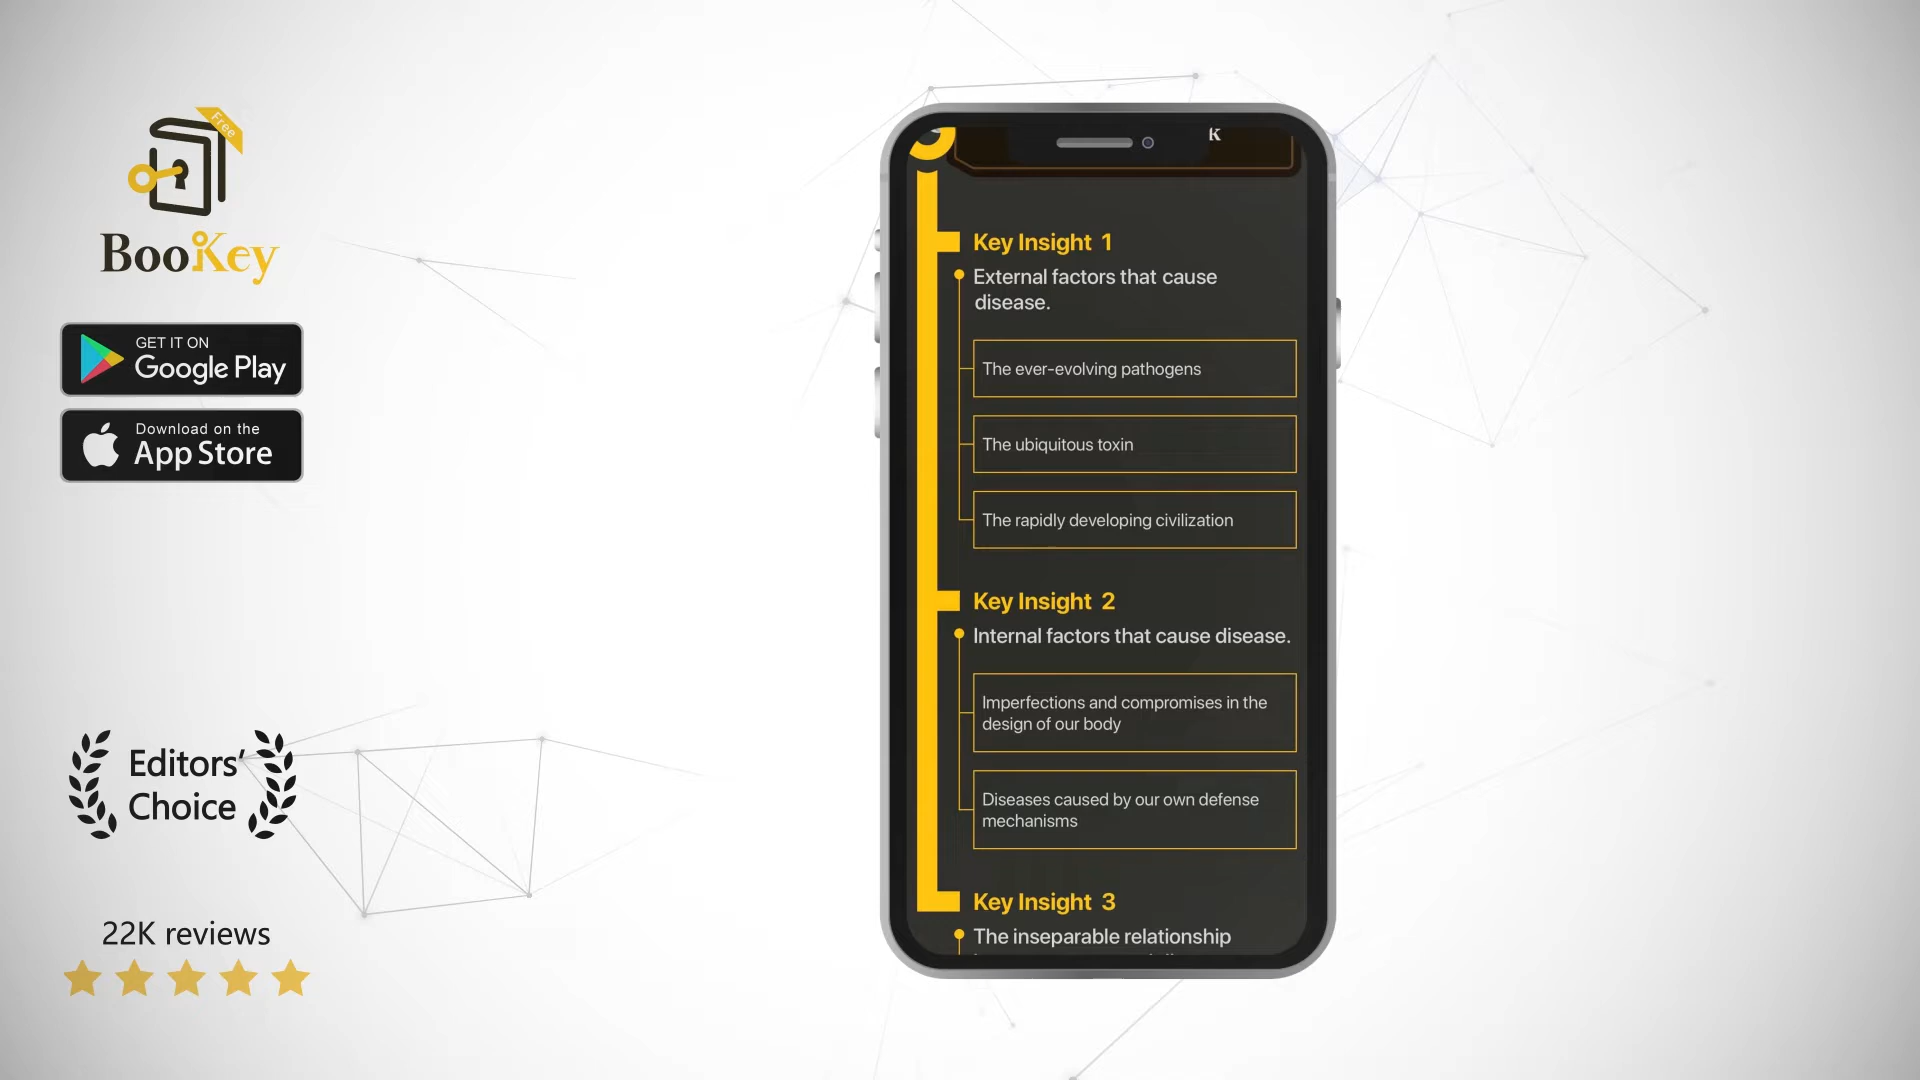 Free
BooKey
GET IT ON
Google Play
Download on the
App Store
Editors'
Choice
22K reviews
K
Key Insight 1
External factors that cause
disease.
The ever-evolving pathogens
The ubiquitous toxin
The rapidly developing civilization
Key Insight 2
Internal factors that cause disease.
Imperfections and compromises in the
design of our body
Diseases caused by our own defense
mechanisms
Key Insight 3
The inseparable relationship